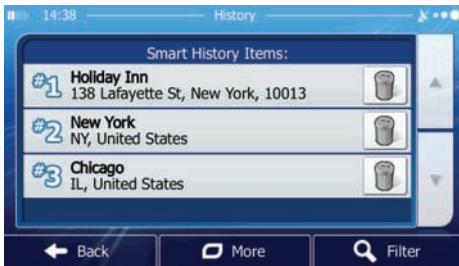 14:38
History
Smart History Items:
#1 Holiday Inn
138 Lafayette St, New York, 10013
#2 New York
NY, United States
#3 Chicago
IL, United States
Back
More
Filter